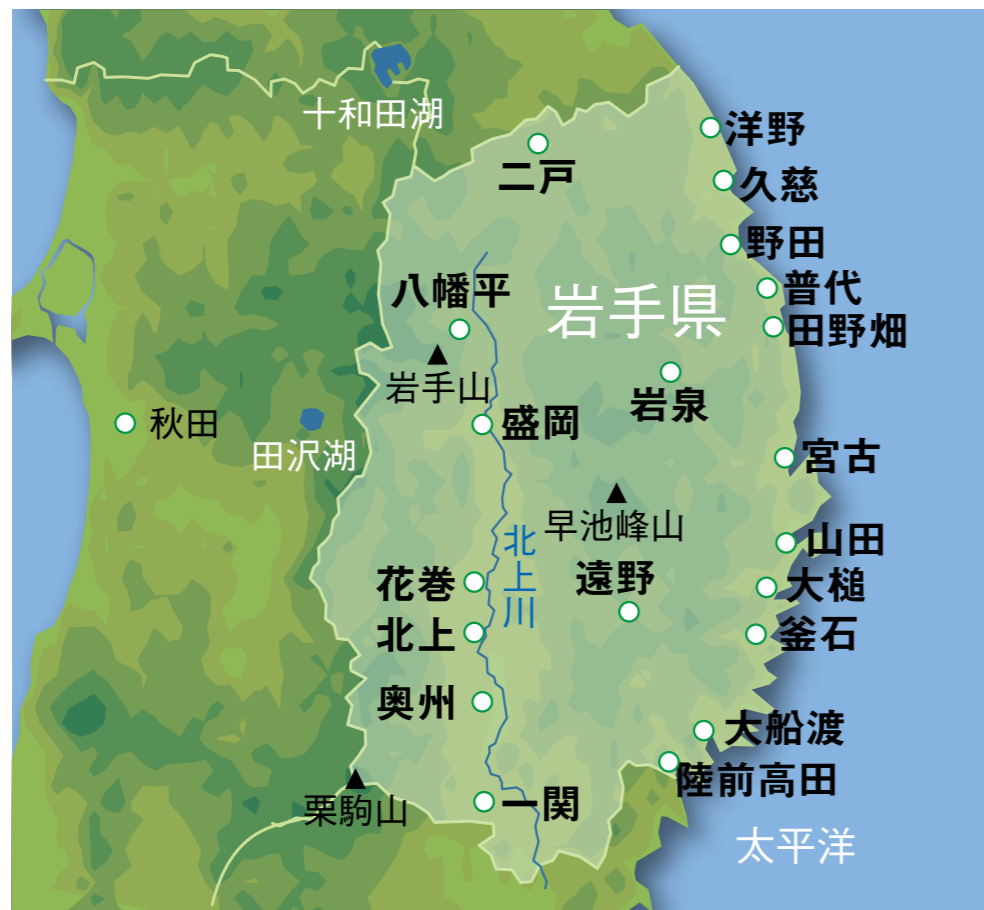 十和田湖
洋野
二戸
久慈
野田
八幡平
普代
岩手県
田野畑
岩手山
岩泉
秋田
盛岡
田沢湖
宮古
早池峰山
山田
北上川
花巻
遠野
大槌
北上
釜石
奥州
大船渡
陸前高田
一関
栗駒山
太平洋